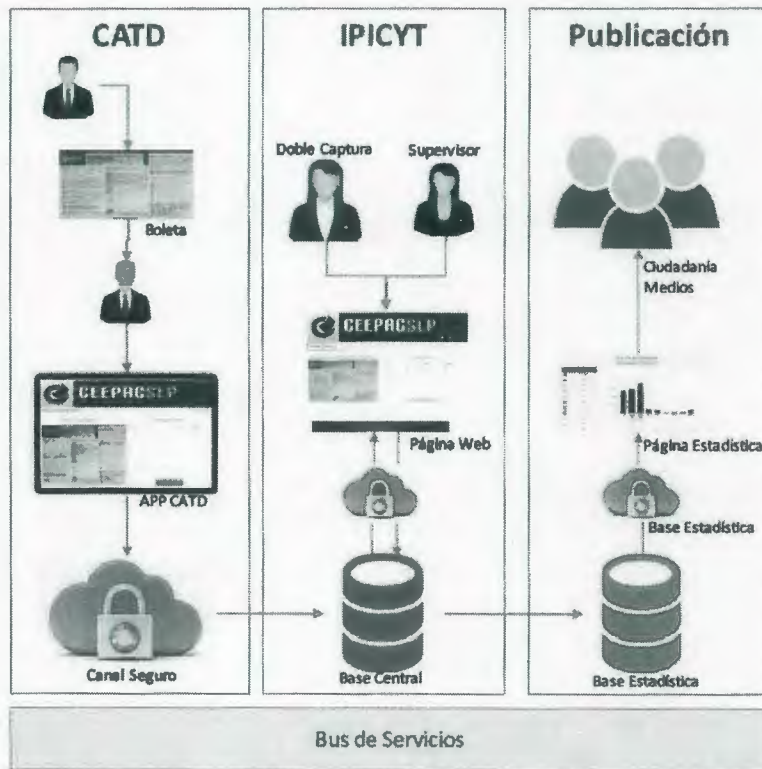 CATD
Boleta
CEEPACSLP
APP CATD
Canal Seguro
IPICYT
Doble Captura
Supervisor
CEEPACSLP
Página Web
Base Central
Publicación
Ciudadanía
Medios
Página Estadística
Base Estadística
Base Estadística
Bus de Servicios